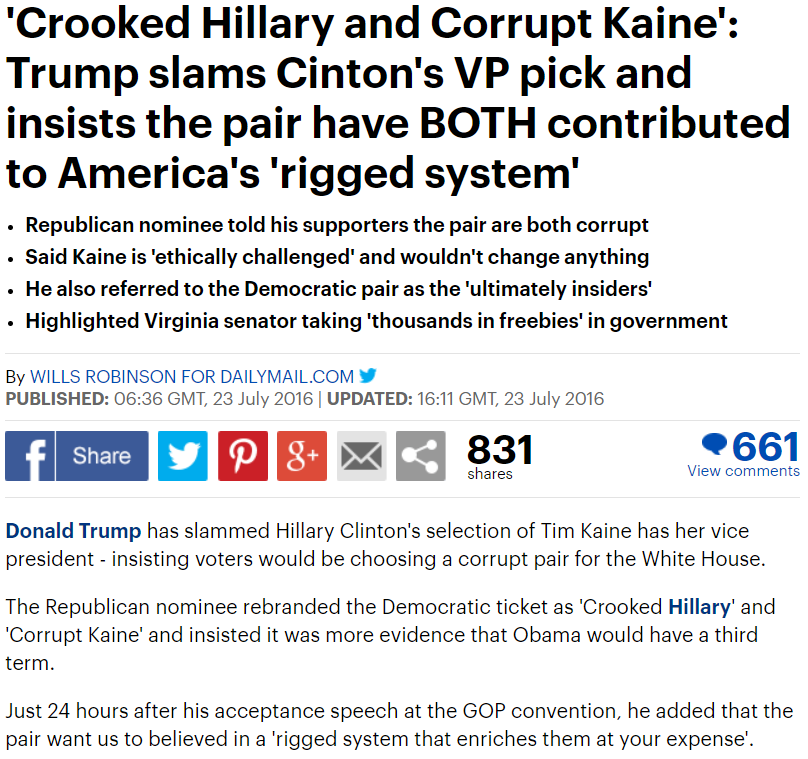 'Crooked Hillary and Corrupt Kaine':
Trump slams Cinton's VP pick and
insists the pair have BOTH contributed
to America's 'rigged system'
• Republican nominee told his supporters the pair are both corrupt
• Said Kaine is 'ethically challenged' and wouldn't change anything
• He also referred to the Democratic pair as the 'ultimately insiders'
• Highlighted Virginia senator taking 'thousands in freebies' in government
By WILLS ROBINSON FOR DAILYMAIL.COM
PUBLISHED: 06:36 GMT, 23 July 2016 | UPDATED: 16:11 GMT, 23 July 2016
f Share
g+
831
shares
661
View comments
Donald Trump has slammed Hillary Clinton's selection of Tim Kaine has her vice
president - insisting voters would be choosing a corrupt pair for the White House.
The Republican nominee rebranded the Democratic ticket as 'Crooked Hillary' and
'Corrupt Kaine' and insisted it was more evidence that Obama would have a third
term.
Just 24 hours after his acceptance speech at the GOP convention, he added that the
pair want us to believed in a 'rigged system that enriches them at your expense'.